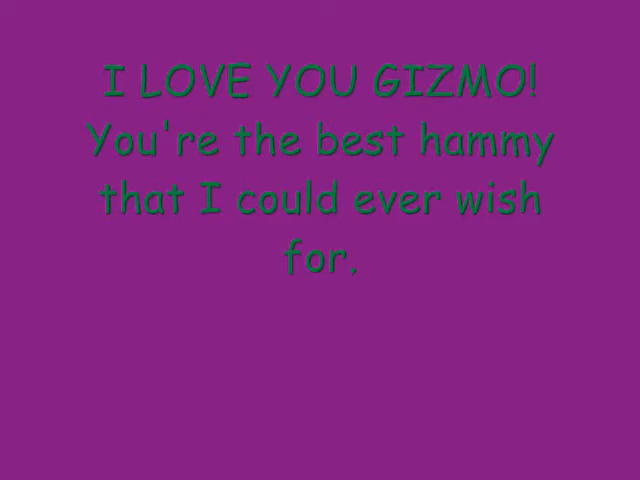 I LOVE YOU GIZMO!
You're the best hammy
that I could ever wish
for.